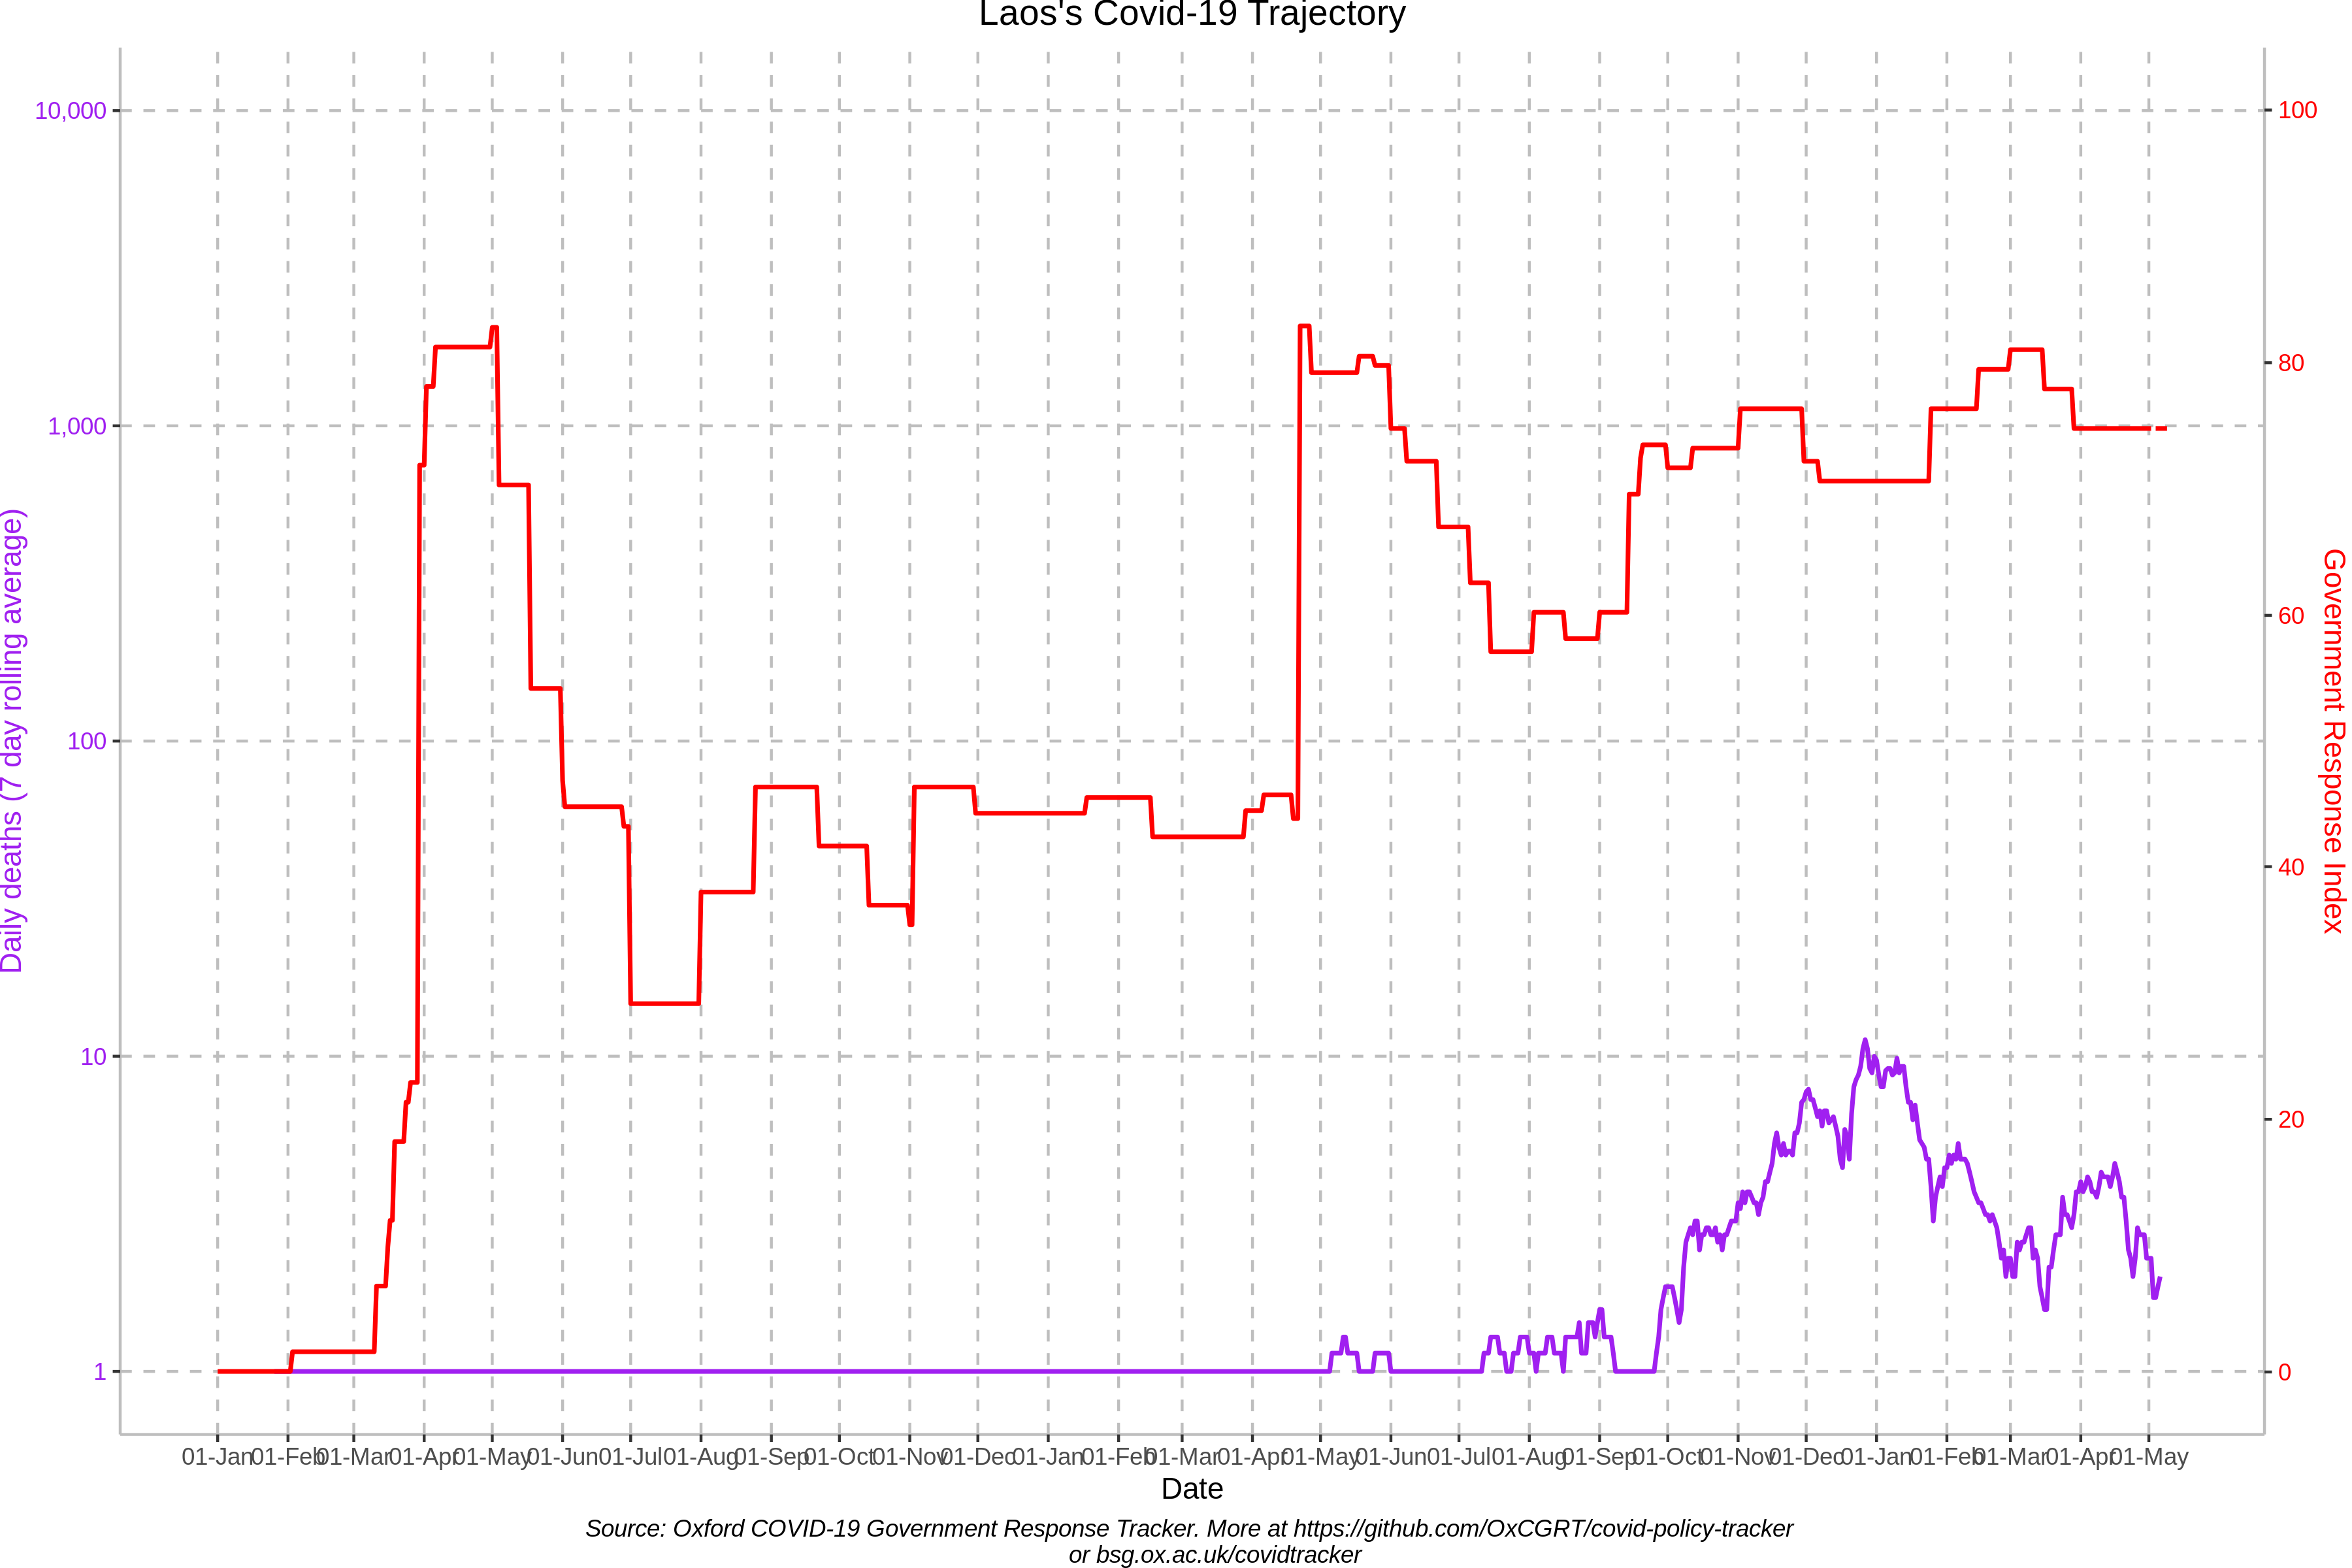 Laos's Covid-19 Trajectory
Daily deaths (7 day rolling average)
10,000
1,000
100
10
1
100
80
60
40
20
0
Government Response Index
01-Jan 01-Feb 01-Mar 01-Apr 01-May 01-Jun 01-Jul 01-Aug 01-Sep 01-Oct 01-Nov 01-Dec 01-Jan 01-Feb 01-Mar 01-Apr 01-May 01-Jun 01-Jul 01-Aug 01-Sep 01-Oct 01-Nov 01-Dec 01-Jan 01-Feb 01-Mar 01-Apr 01-May
Date
Source: Oxford COVID-19 Government Response Tracker. More at https://github.com/OxCGRT/covid-policy-tracker
or bsg.ox.ac.uk/covidtracker